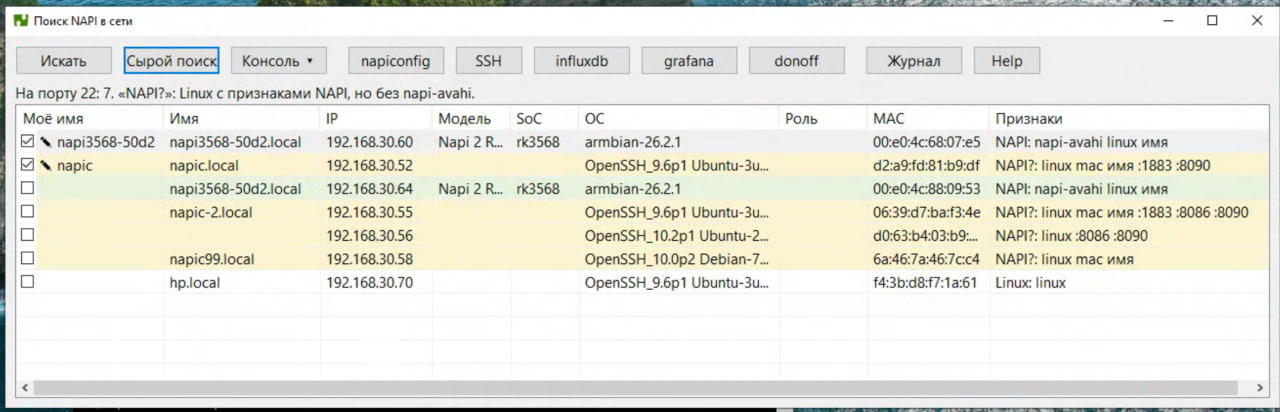 Поиск NAPI в сети
Искать Сырой поиск Консоль napiconfig SSH influxdb grafana donoff Журнал Help
На порту 22: 7. «NAPI?»: Linux с признаками NAPI, но без napi-avahi.
Моё имя Имя IP Модель SoC ОС Роль MAC Признаки
napi3568-50d2 napi3568-50d2.local 192.168.30.60 Napi 2 R... rk3568 armbian-26.2.1 00:e0:4c:68:07:e5 NAPI: napi-avahi linux имя
napic napic.local 192.168.30.52 OpenSSH_9.6p1 Ubuntu-3u... d2:a9:fd:81:b9:df NAPI?: linux mac имя :1883 :8090
napi3568-50d2.local 192.168.30.64 Napi 2 R... rk3568 armbian-26.2.1 00:e0:4c:88:09:53 NAPI: napi-avahi linux имя
napic-2.local 192.168.30.55 OpenSSH_9.6p1 Ubuntu-3u... 06:39:d7:ba:f3:4e NAPI?: linux mac имя :1883 :8086 :8090
192.168.30.56 OpenSSH_10.2p1 Ubuntu-2... d0:63:b4:03:b9:... NAPI?: linux :8086 :8090
napic99.local 192.168.30.58 OpenSSH_10.0p2 Debian-7... 6a:46:7a:46:7c:c4 NAPI?: linux mac имя
hp.local 192.168.30.70 OpenSSH_9.6p1 Ubuntu-3u... f4:3b:d8:f7:1a:61 Linux: linux